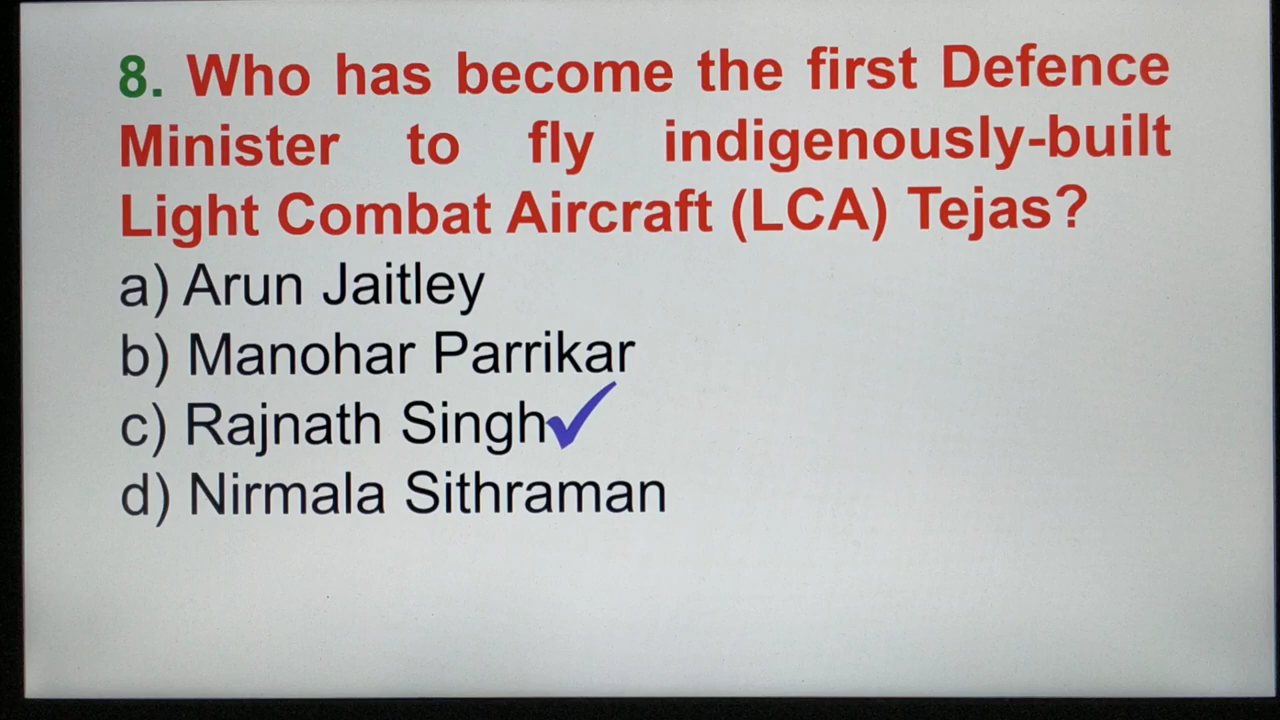 8. Who has become the first Defence
Minister to fly indigenously-built
Light Combat Aircraft (LCA) Tejas?
a) Arun Jaitley
b) Manohar Parrikar
c) Rajnath Singh
d) Nirmala Sithraman